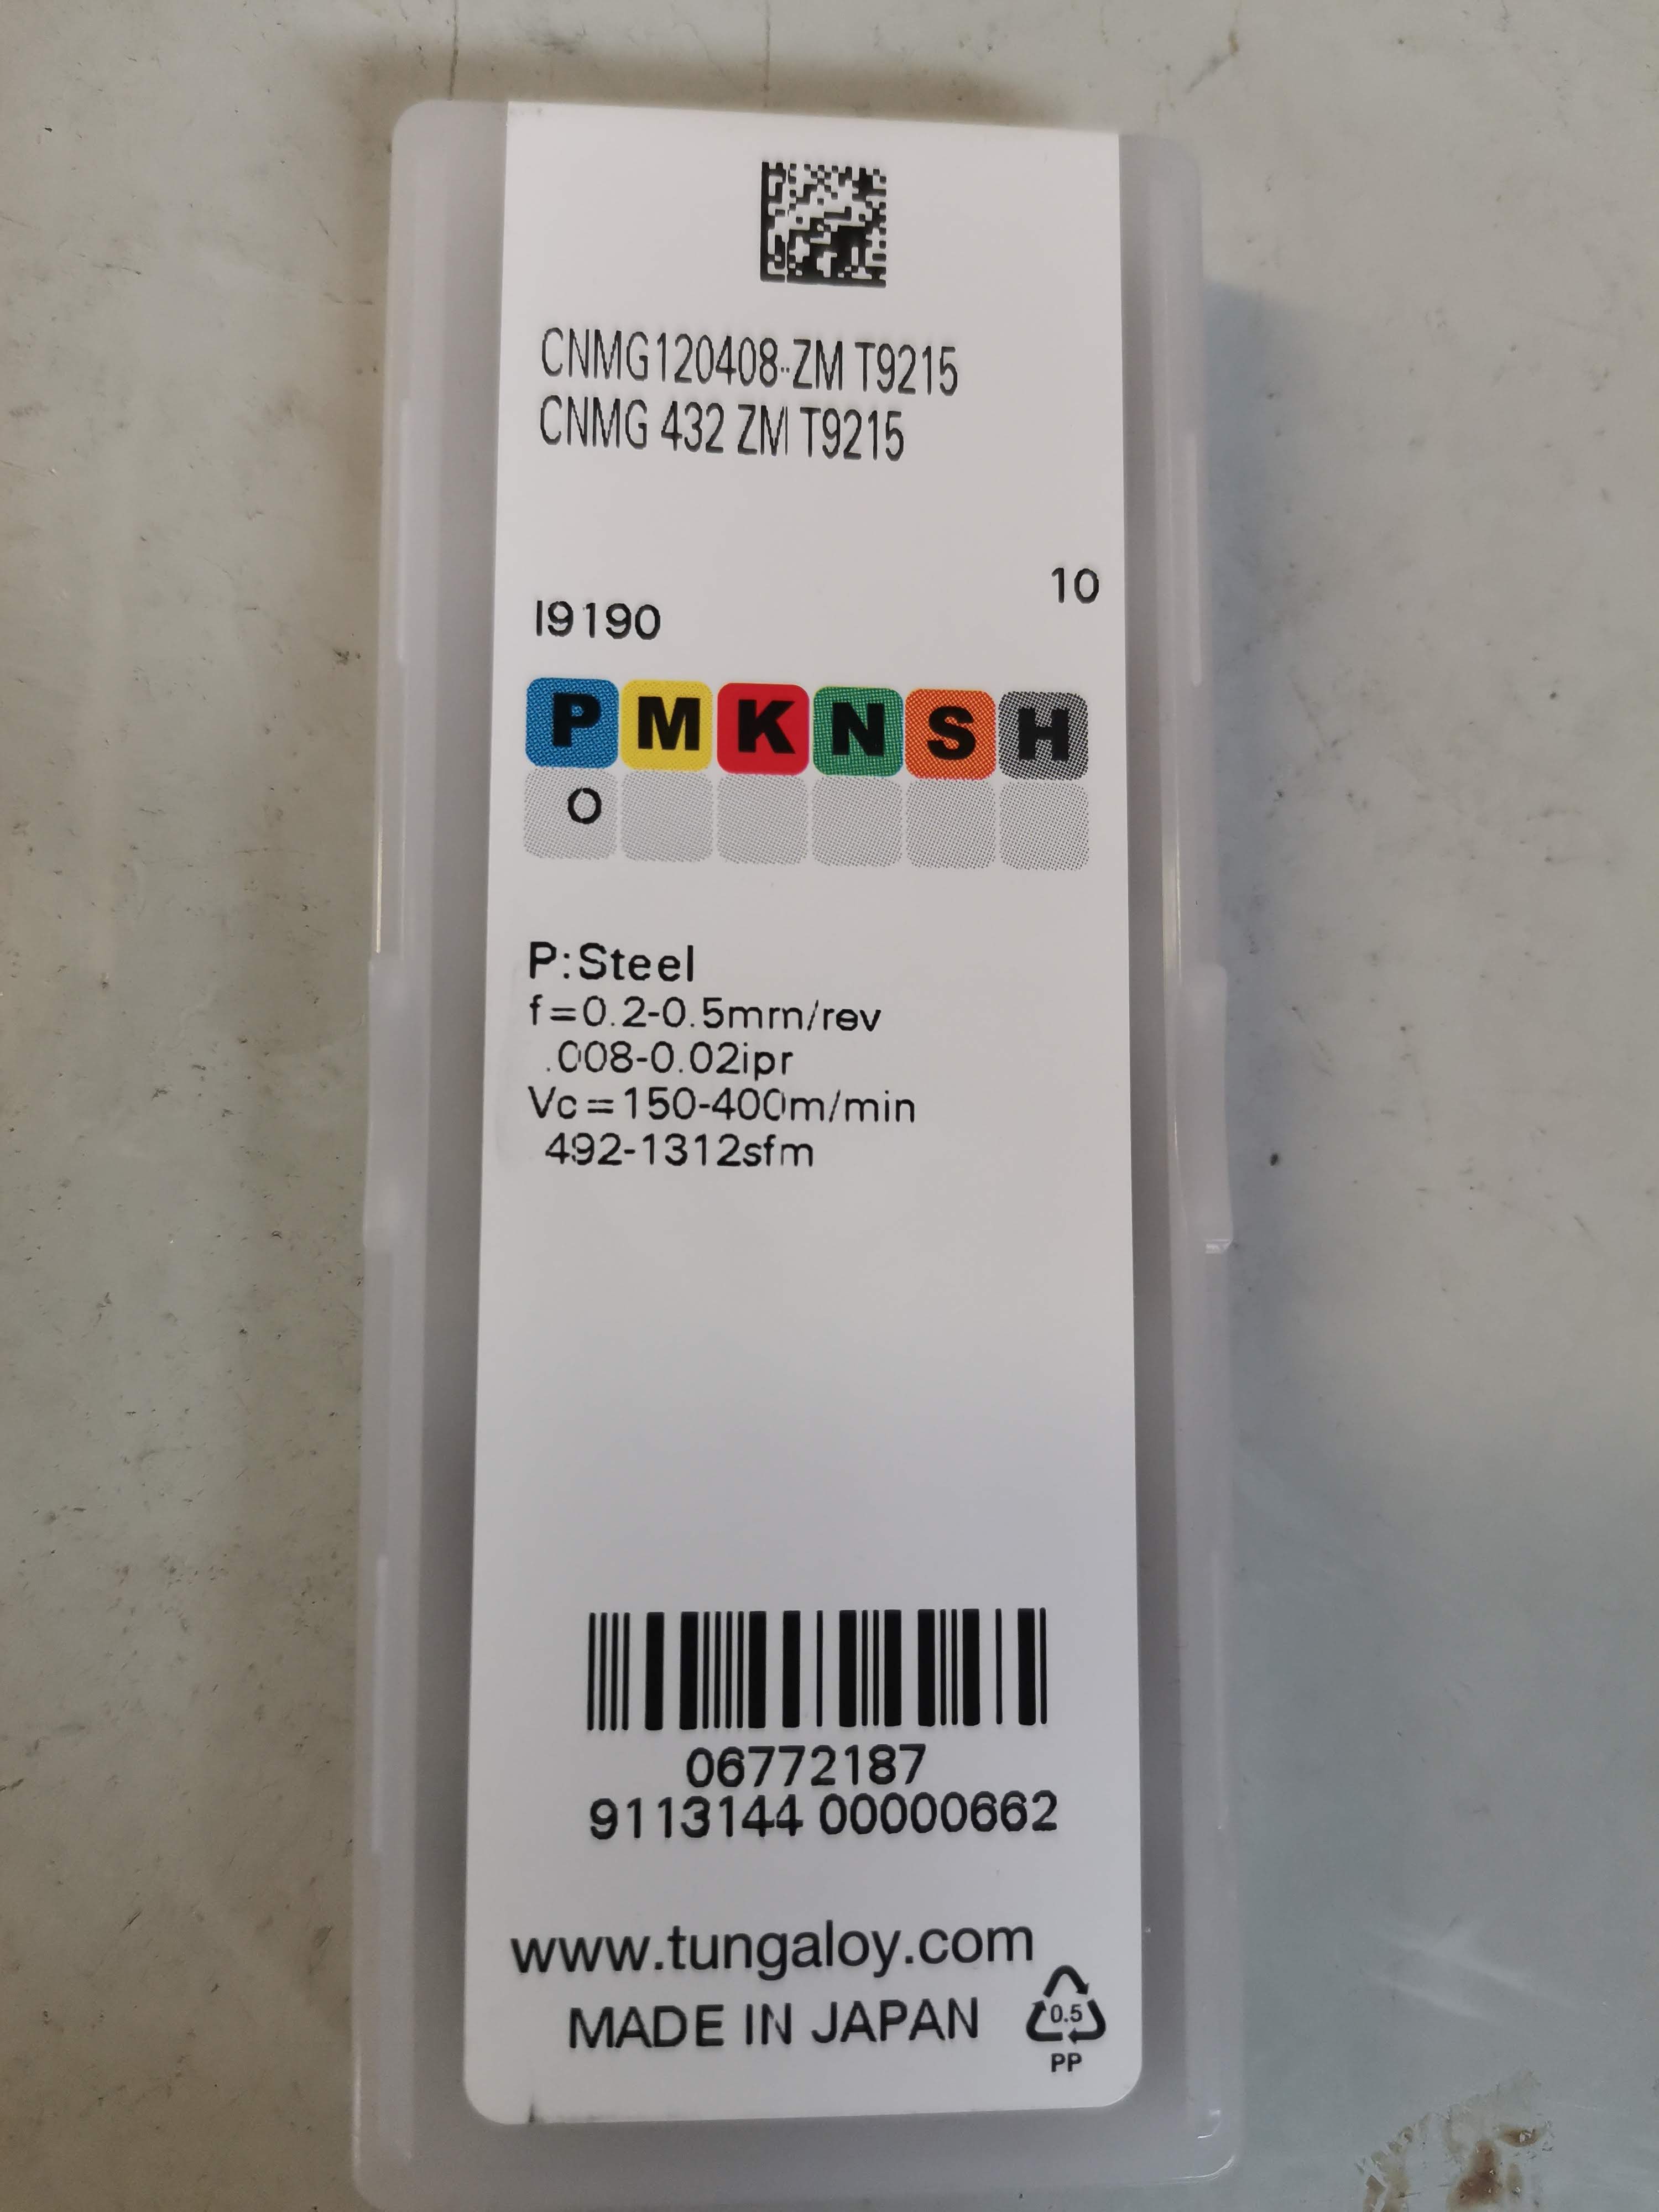 CNMG120408-ZM T9215
CNMG 432 ZM T9215
10
I9190
P M K N S H
O
P:Steel
f=0.2-0.5mm/rev
.008-0.02ipr
Vc=150-400m/min
492-1312sfm
06772187
9113144 00000662
www.tungaloy.com
MADE IN JAPAN
0.5
PP